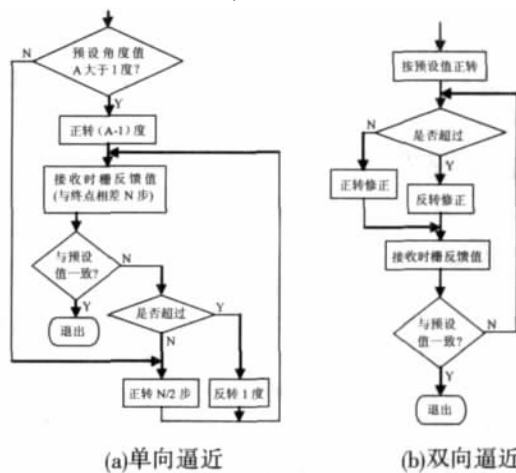 N
预设角度值
A大于1度?
Y
正转(A-1)度
接收时栅反馈值
(与终点相差N步)
与预设
值一致?
N
Y
退出
是否超过
Y
N
正转N/2步
反转1度
(a)单向逼近
按预设值正转
N
是否超过
Y
正转修正
反转修正
接收时栅反馈值
与预设
值一致?
N
Y
退出
(b)双向逼近